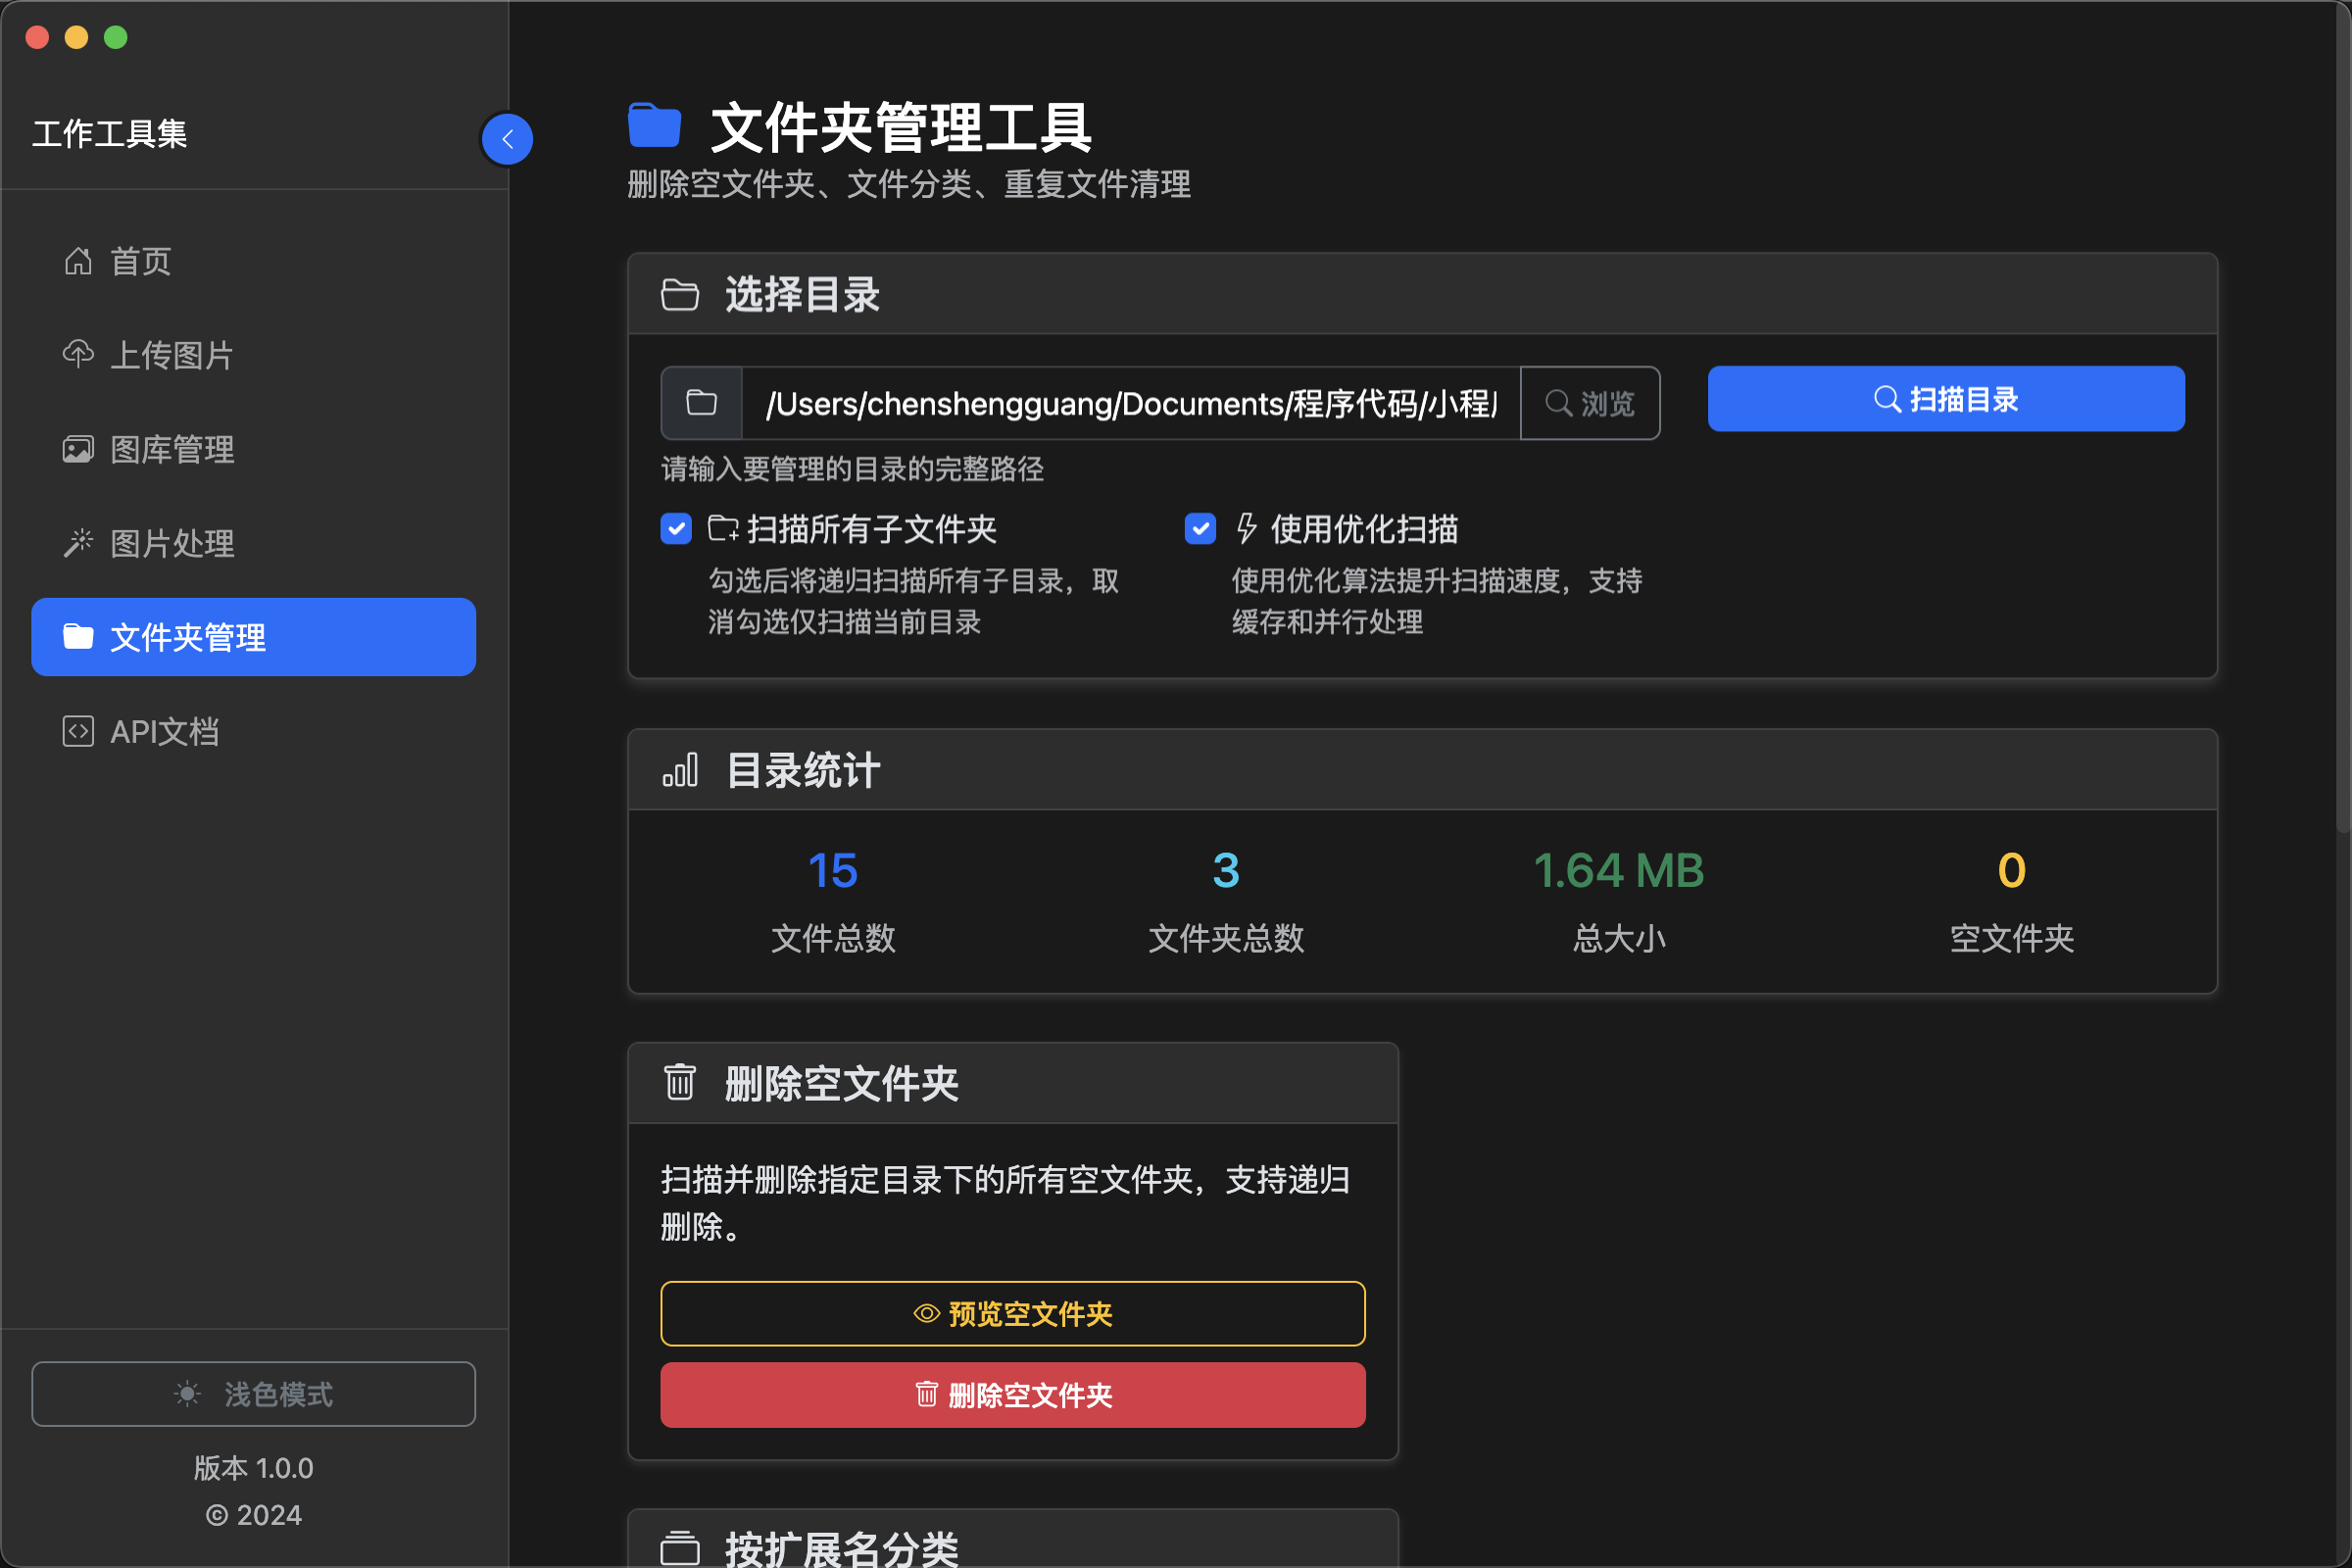 工作工具集
首页
上传图片
图库管理
图片处理
文件夹管理
API文档
浅色模式
版本 1.0.0
© 2024
文件夹管理工具
删除空文件夹、文件分类、重复文件清理
选择目录
/Users/chenshengguang/Documents/程序代码/小程
浏览
扫描目录
请输入要管理的目录的完整路径
扫描所有子文件夹
勾选后将递归扫描所有子目录，取
消勾选仅扫描当前目录
使用优化扫描
使用优化算法提升扫描速度，支持
缓存和并行处理
目录统计
15
文件总数
3
文件夹总数
1.64 MB
总大小
0
空文件夹
删除空文件夹
扫描并删除指定目录下的所有空文件夹，支持递归
删除。
预览空文件夹
删除空文件夹
按扩展名分类